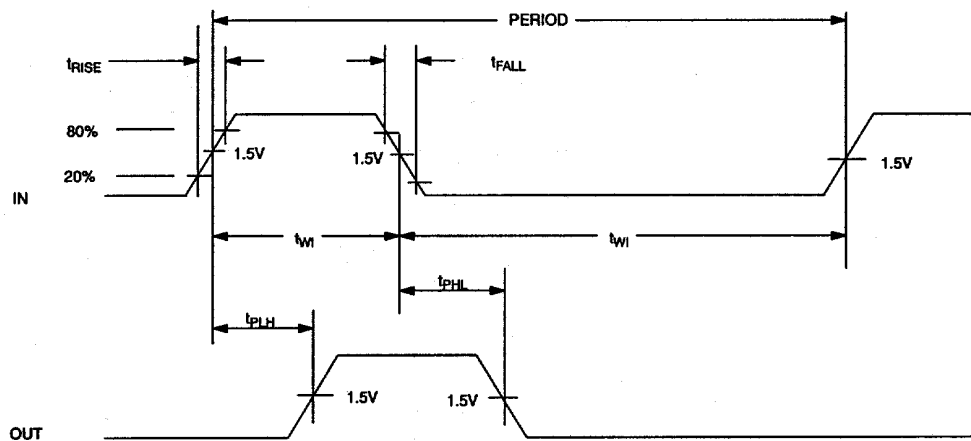 PERIOD
tRISE
tFALL
80%
1.5V
1.5V
1.5V
20%
IN
tWI
tWI
tPHL
tPLH
1.5V
1.5V
OUT